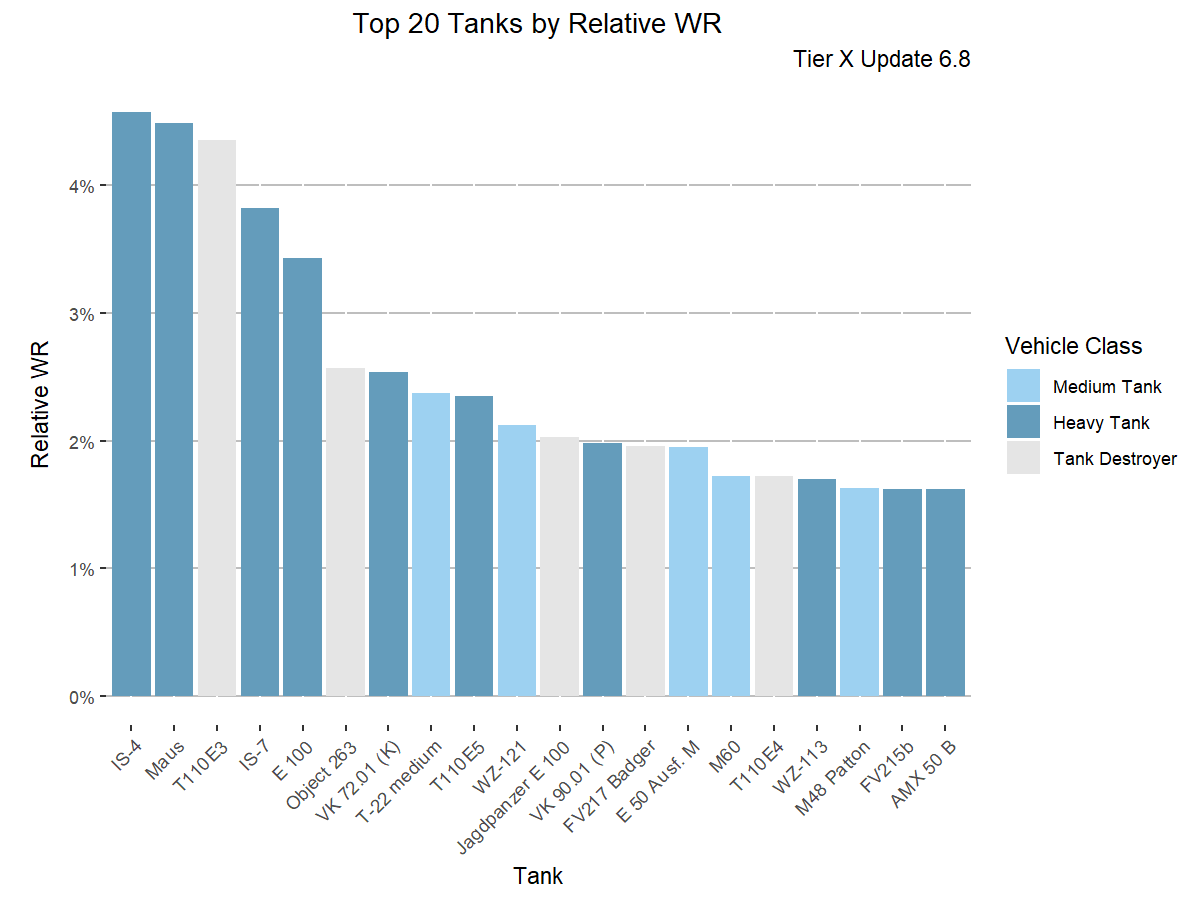 Top 20 Tanks by Relative WR
Tier X Update 6.8
Relative WR
4%
3%
2%
1%
0%
IS-4
Maus
T110E3
IS-7
E 100
Object 263
VK 72.01 (K)
T-22 medium
T110E5
WZ-121
Jagdpanzer E 100
VK 90.01 (P)
FV217 Badger
E 50 Ausf. M
M60
T110E4
WZ-113
M48 Patton
FV215b
AMX 50 B
Tank
Vehicle Class
Medium Tank
Heavy Tank
Tank Destroyer